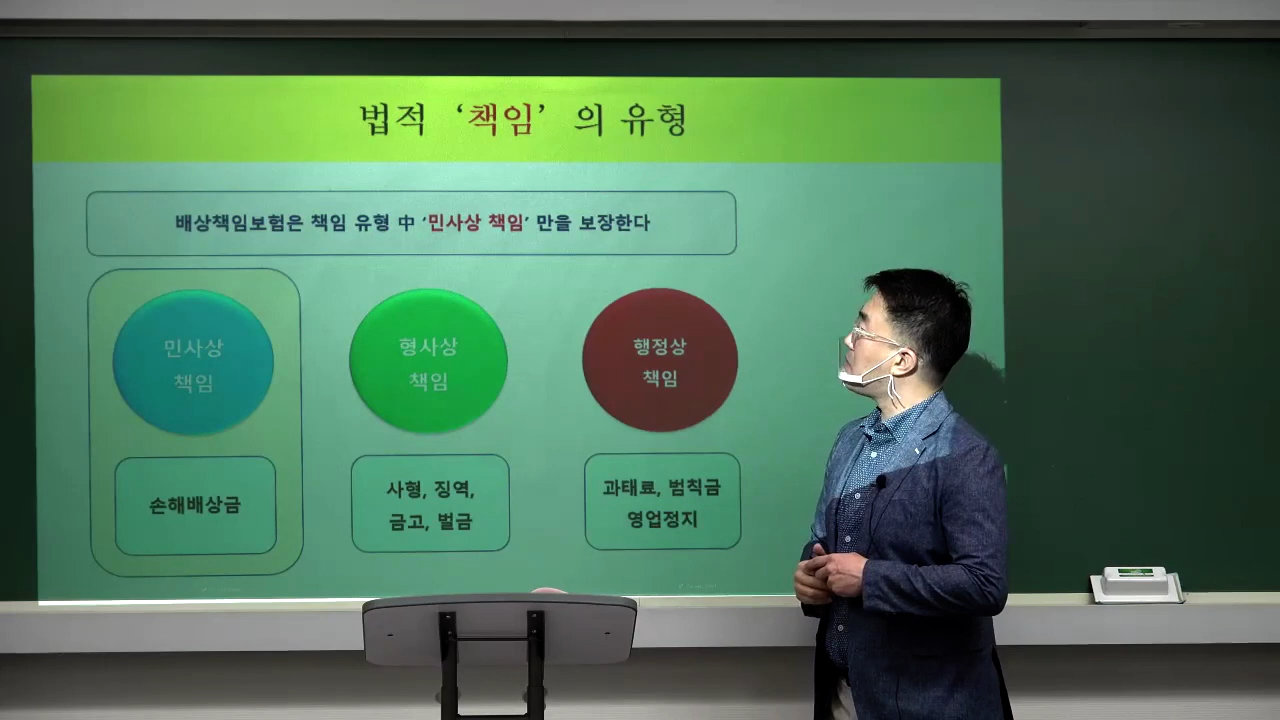 법적 ‘책임’ 의 유형
배상책임보험은 책임 유형 中 ‘민사상 책임’ 만을 보장한다
민사상
책임
형사상
책임
행정상
책임
손해배상금
사형, 징역,
금고, 벌금
과태료, 범칙금
영업정지